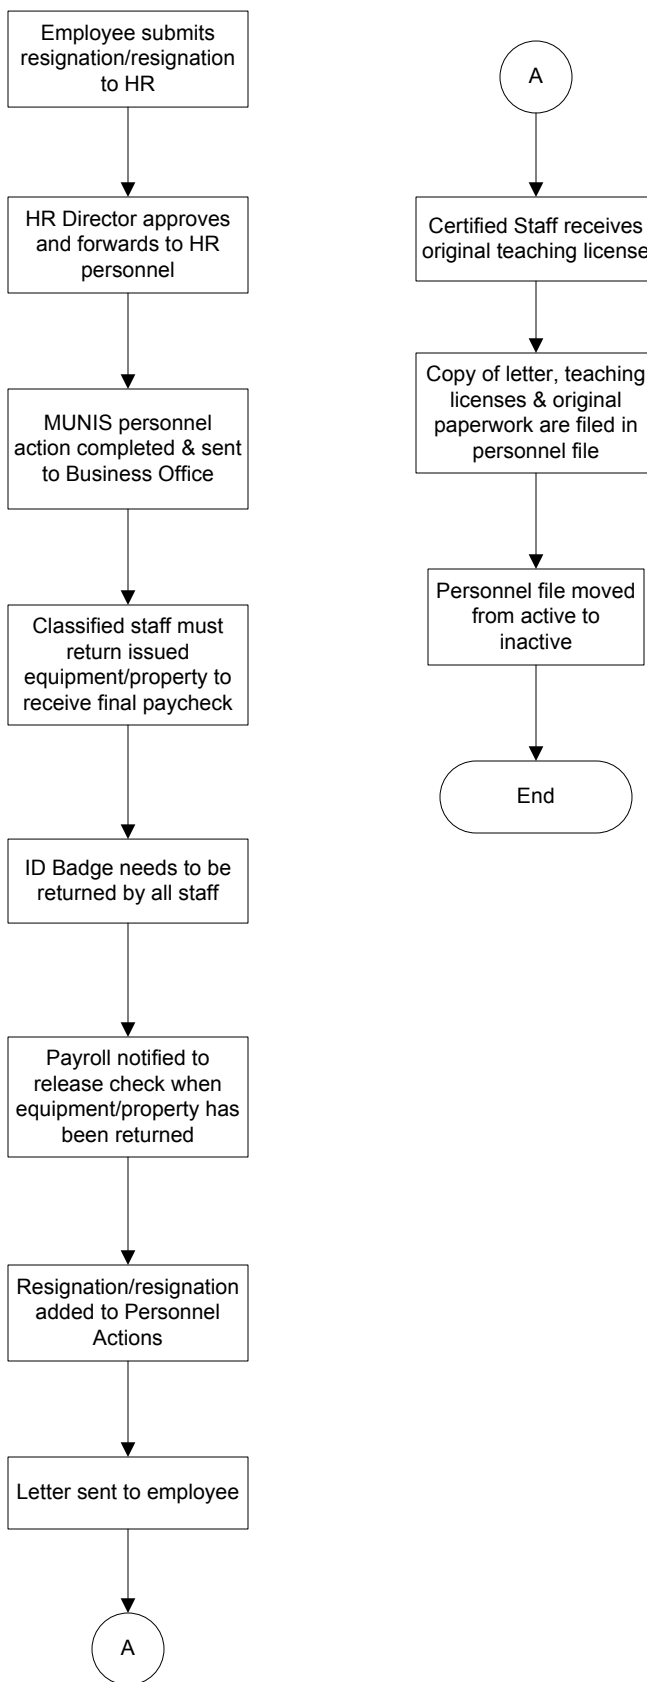 Employee submits
resignation/resignation
to HR
HR Director approves
and forwards to HR
personnel
MUNIS personnel
action completed & sent
to Business Office
Classified staff must
return issued
equipment/property to
receive final paycheck
ID Badge needs to be
returned by all staff
Payroll notified to
release check when
equipment/property has
been returned
Resignation/resignation
added to Personnel
Actions
Letter sent to employee
A
A
Certified Staff receives
original teaching license
Copy of letter, teaching
licenses & original
paperwork are filed in
personnel file
Personnel file moved
from active to
inactive
End